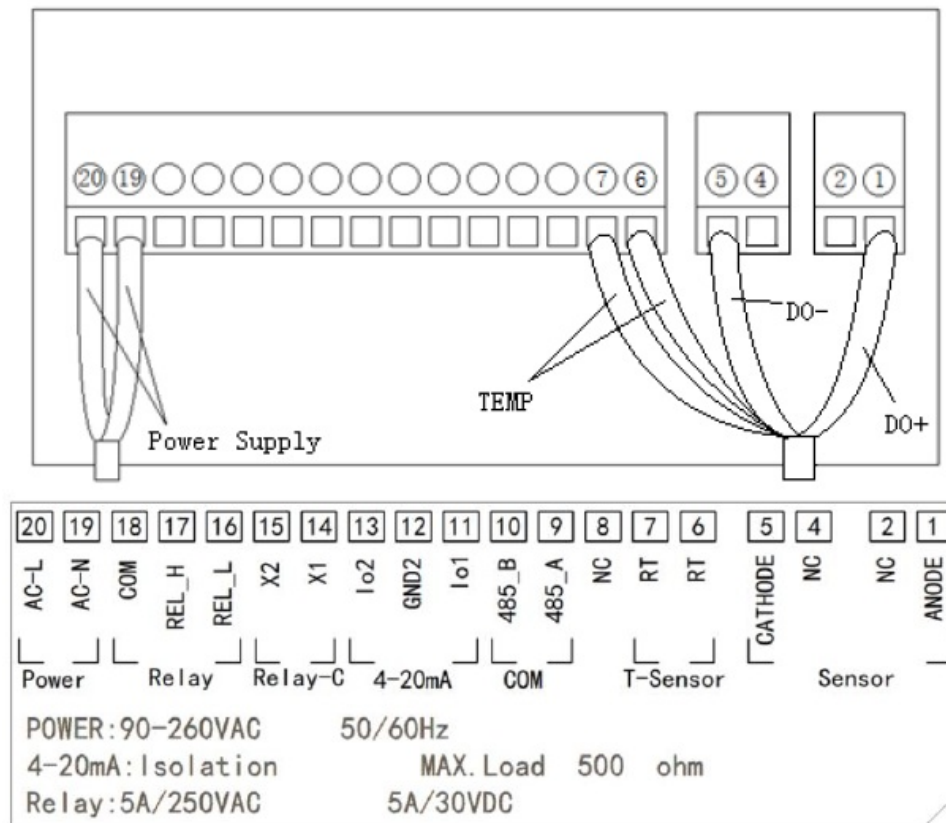 20 19 7 6 5 4 2 1
DO-
TEMP
DO+
Power Supply
20 19 18 17 16 15 14 13 12 11 10 9 8 7 6 5 4 2 1
AC-L AC-N COM REL_H REL_L X2 X1 Io2 GND2 Io1 485_B 485_A NC RT RT CATHODE NC NC ANODE
Power Relay Relay-C 4-20mA COM T-Sensor Sensor
POWER:90-260VAC 50/60Hz
4-20mA:Isolation MAX.Load 500 ohm
Relay:5A/250VAC 5A/30VDC